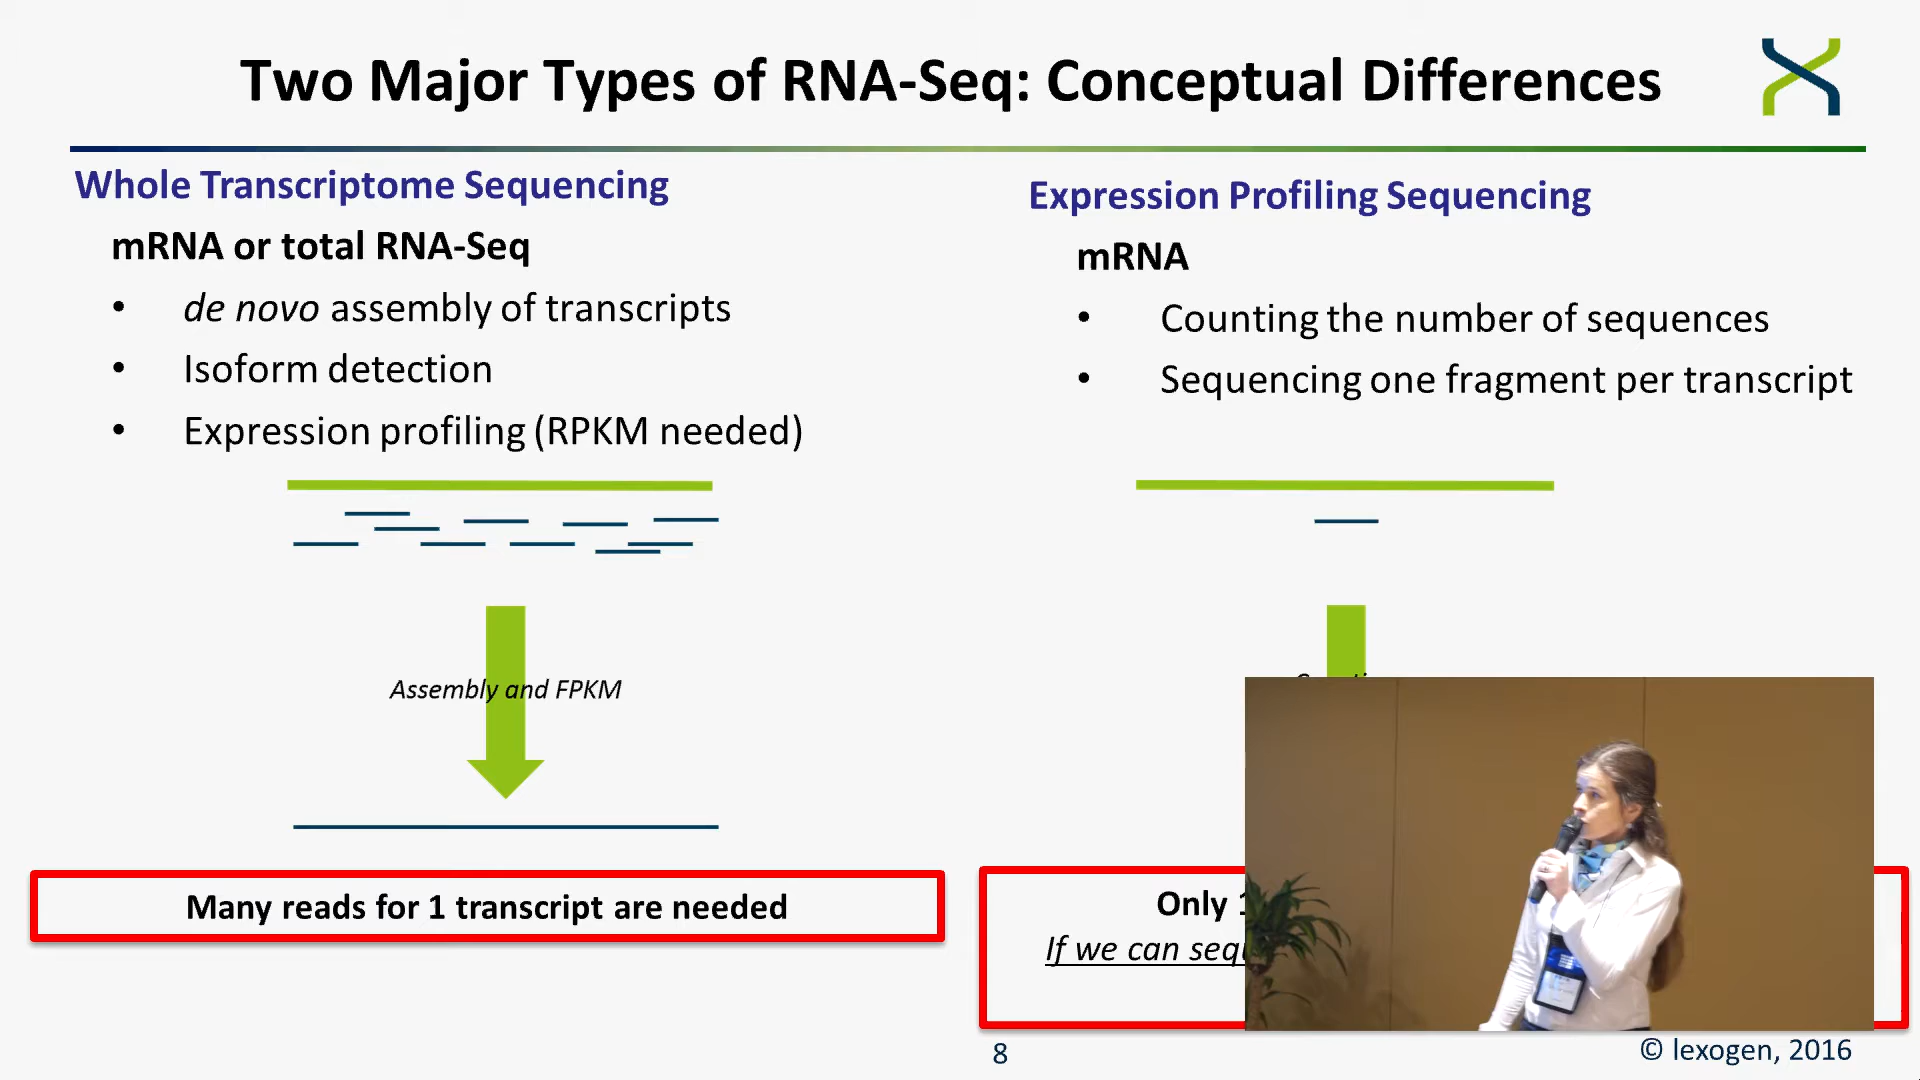 Two Major Types of RNA-Seq: Conceptual Differences
Whole Transcriptome Sequencing
mRNA or total RNA-Seq
• de novo assembly of transcripts
• Isoform detection
• Expression profiling (RPKM needed)
Assembly and FPKM
Many reads for 1 transcript are needed
Expression Profiling Sequencing
mRNA
• Counting the number of sequences
• Sequencing one fragment per transcript
Only
If we can
8
© lexogen, 2016